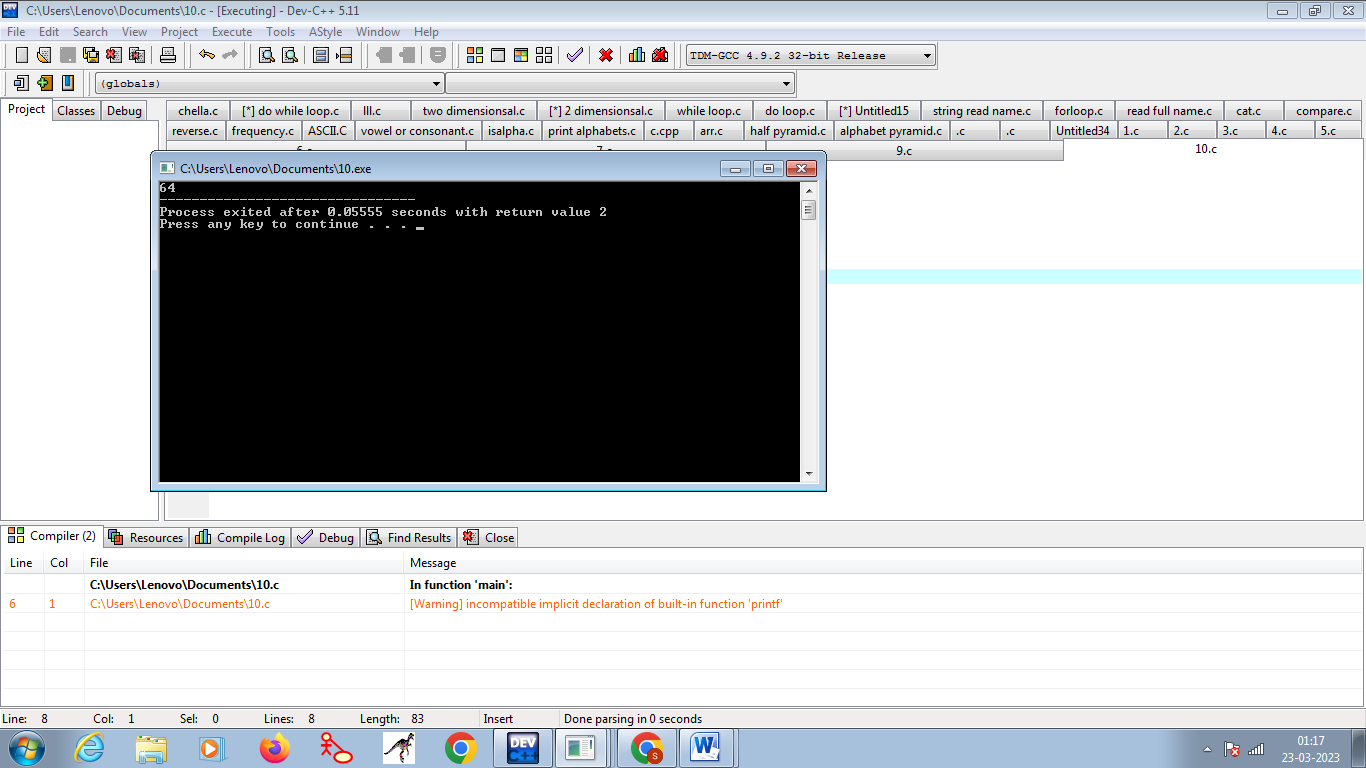 C:\Users\Lenovo\Documents\10.c - [Executing] - Dev-C++ 5.11
File Edit Search View Project Execute Tools AStyle Window Help
TDM-GCC 4.9.2 32-bit Release
(globals)
Project Classes Debug
chella.c [*] do while loop.c lll.c two dimensionsal.c [*] 2 dimensionsal.c while loop.c do loop.c [*] Untitled15 string read name.c forloop.c read full name.c cat.c compare.c
reverse.c frequency.c ASCII.C vowel or consonant.c isalpha.c print alphabets.c c.cpp arr.c half pyramid.c alphabet pyramid.c .c .c Untitled34 1.c 2.c 3.c 4.c 5.c
9.c 10.c
C:\Users\Lenovo\Documents\10.exe
64
--------------------------------
Process exited after 0.05555 seconds with return value 2
Press any key to continue . . .
Compiler (2) Resources Compile Log Debug Find Results Close
Line Col File Message
C:\Users\Lenovo\Documents\10.c In function 'main':
6 1 C:\Users\Lenovo\Documents\10.c [Warning] incompatible implicit declaration of built-in function 'printf'
Line: 8 Col: 1 Sel: 0 Lines: 8 Length: 83 Insert Done parsing in 0 seconds
DEV C++ S W
01:17
23-03-2023